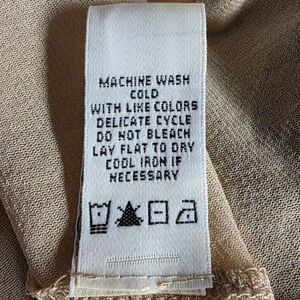 MACHINE WASH
COLD
WITH LIKE COLORS
DELICATE CYCLE
DO NOT BLEACH
LAY FLAT TO DRY
COOL IRON IF
NECESSARY